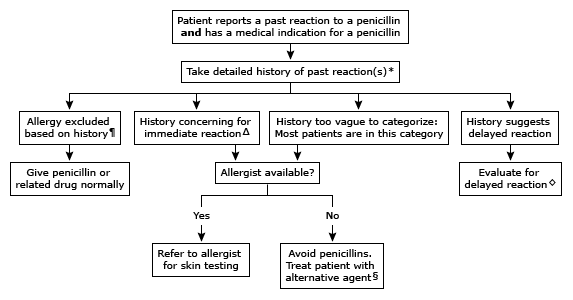 Patient reports a past reaction to a penicillin
and has a medical indication for a penicillin
Take detailed history of past reaction(s)*
Allergy excluded
based on history¶
History concerning for
immediate reactionΔ
History too vague to categorize:
Most patients are in this category
History suggests
delayed reaction
Give penicillin or
related drug normally
Allergist available?
Evaluate for
delayed reaction◇
Yes
No
Refer to allergist
for skin testing
Avoid penicillins.
Treat patient with
alternative agent§